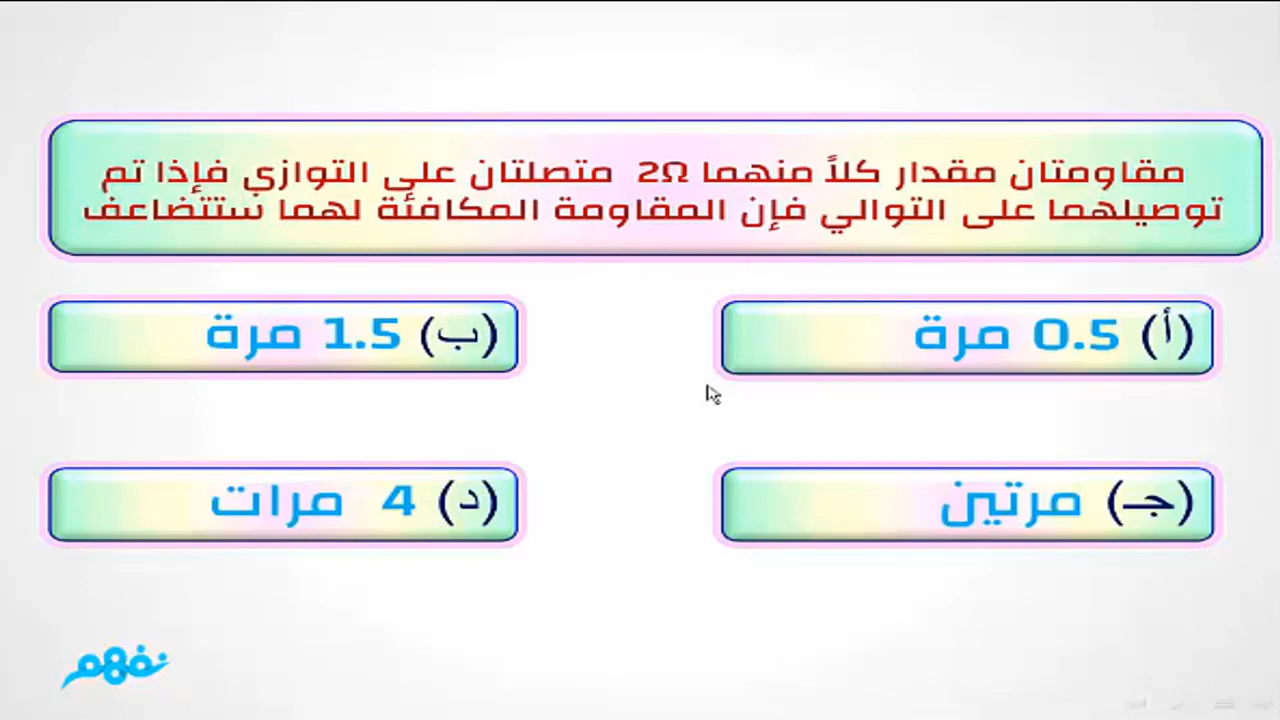 مقاومتان مقدار كلاً منهما 2Ω متصلتان على التوازي فإذا تم
توصيلهما على التوالي فإن المقاومة المكافئة لهما ستتضاعف
(أ) 0.5 مرة
(ب) 1.5 مرة
(جـ) مرتين
(د) 4 مرات
نفهم